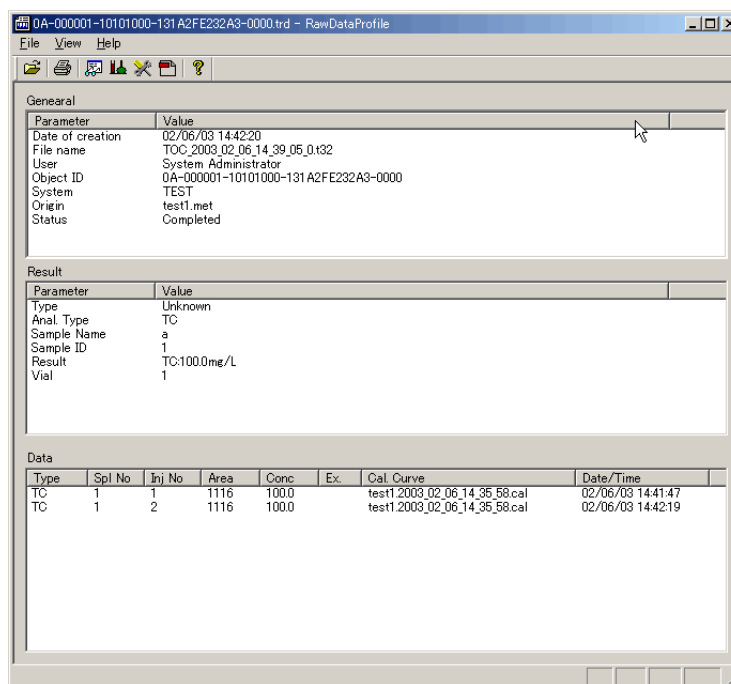 0A-000001-10101000-131A2FE232A3-0000.trd - RawDataProfile
File View Help
Genearal
Parameter Value
Date of creation 02/06/03 14:42:20
File name TOC_2003_02_06_14_39_05_0.t32
User System Administrator
Object ID 0A-000001-10101000-131A2FE232A3-0000
System TEST
Origin test1.met
Status Completed
Result
Parameter Value
Type Unknown
Anal. Type TC
Sample Name a
Sample ID 1
Result TC:100.0mg/L
Vial 1
Data
Type Spl No Inj No Area Conc Ex. Cal. Curve Date/Time
TC 1 1 1116 100.0 test1.2003_02_06_14_35_58.cal 02/06/03 14:41:47
TC 1 2 1116 100.0 test1.2003_02_06_14_35_58.cal 02/06/03 14:42:19